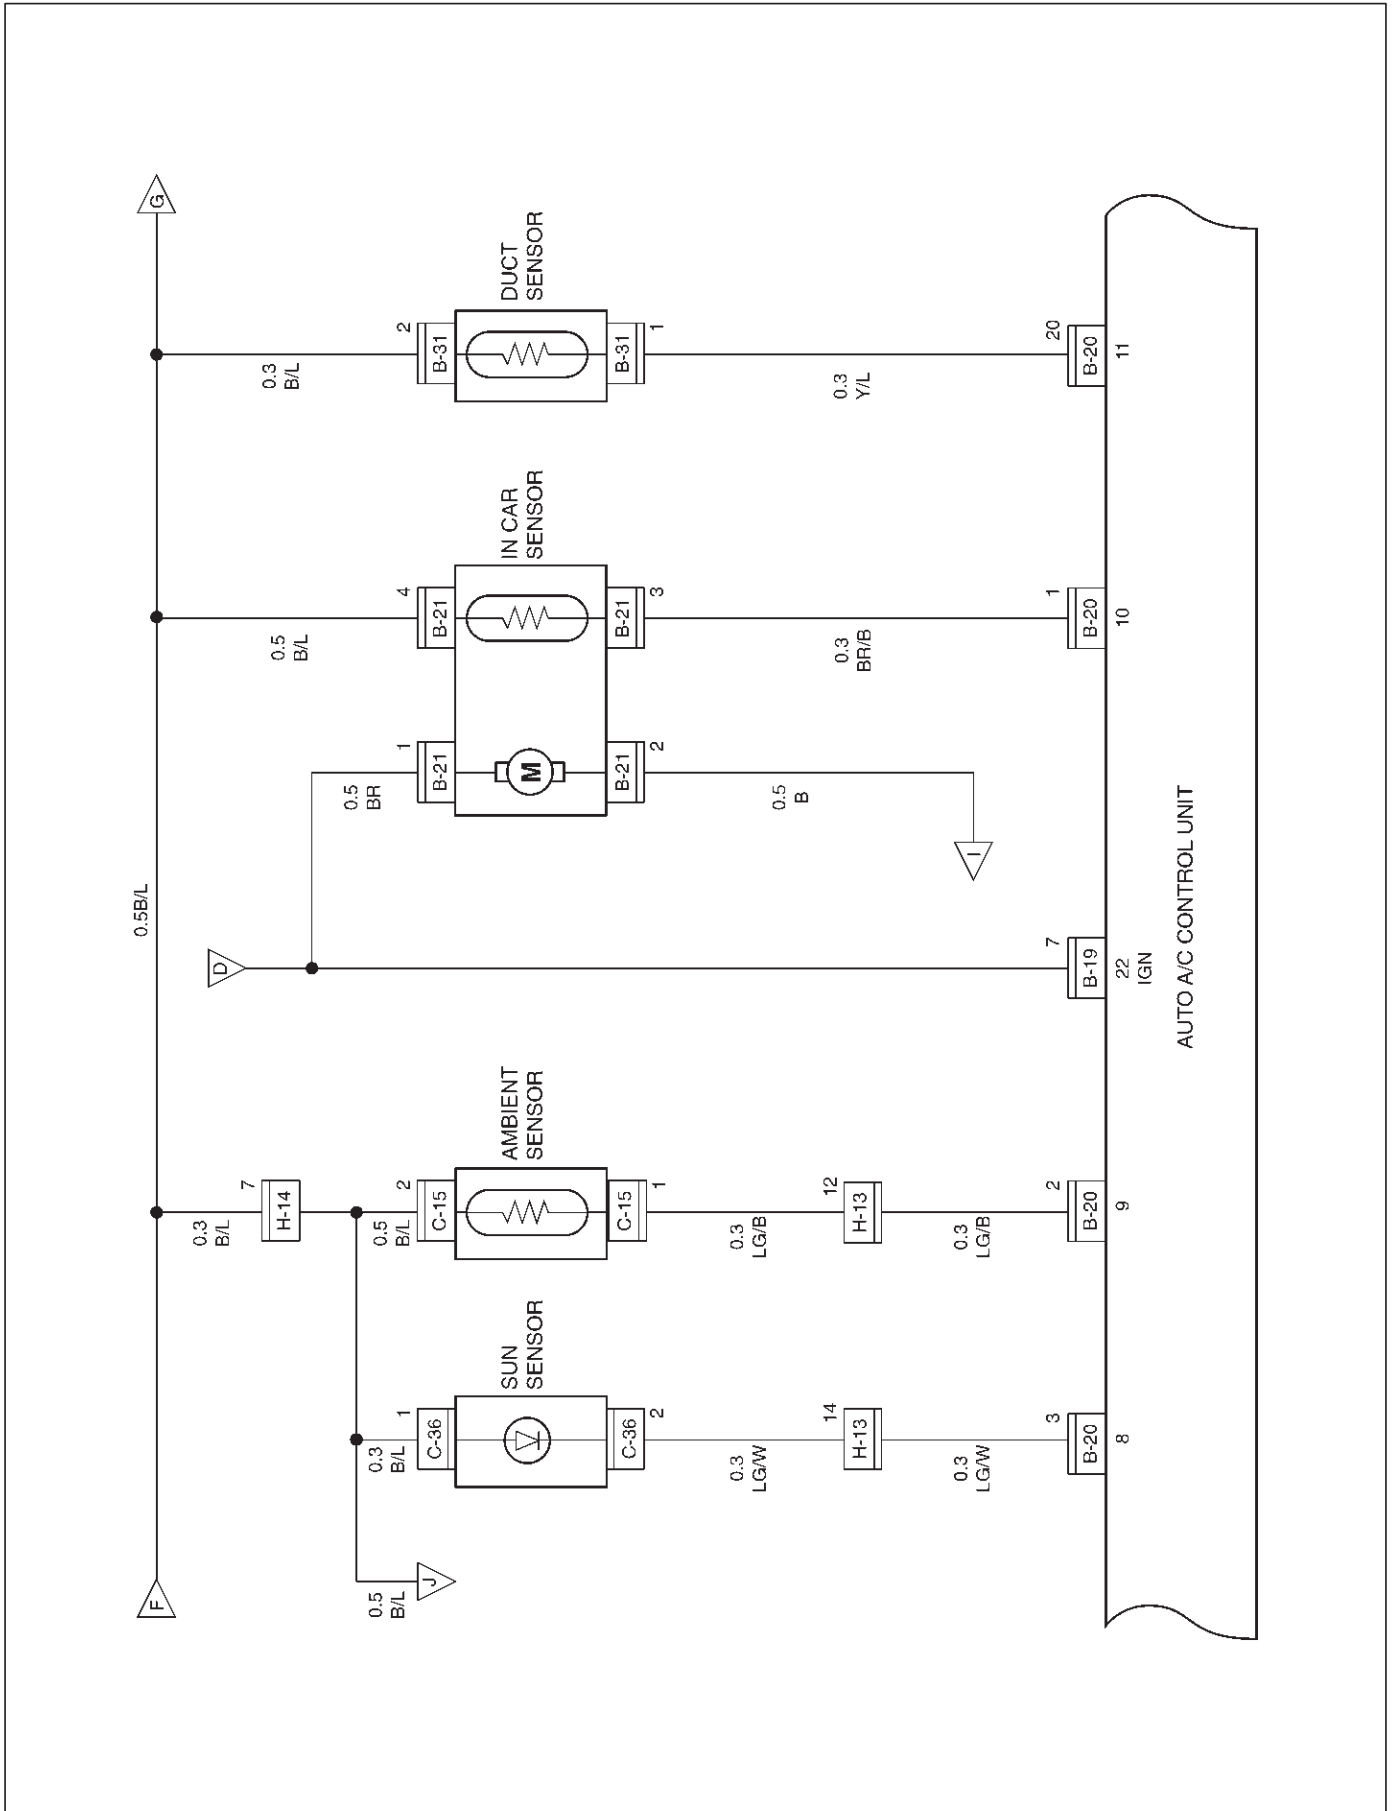 F
G
0.5B/L
D
J
I
0.5
B/L
0.3
B/L
7
H-14
0.5
B/L
0.3
B/L
1
C-36
SUN
SENSOR
C-36
2
0.3
LG/W
14
H-13
0.3
LG/W
3
B-20
8
2
C-15
AMBIENT
SENSOR
C-15
1
0.3
LG/B
12
H-13
0.3
LG/B
2
B-20
9
7
B-19
22
IGN
0.5
BR
1
B-21
M
B-21
2
0.5
B
0.5
B/L
4
B-21
IN CAR
SENSOR
B-21
3
0.3
BR/B
1
B-20
10
0.3
B/L
2
B-31
DUCT
SENSOR
B-31
1
0.3
Y/L
20
B-20
11
AUTO A/C CONTROL UNIT